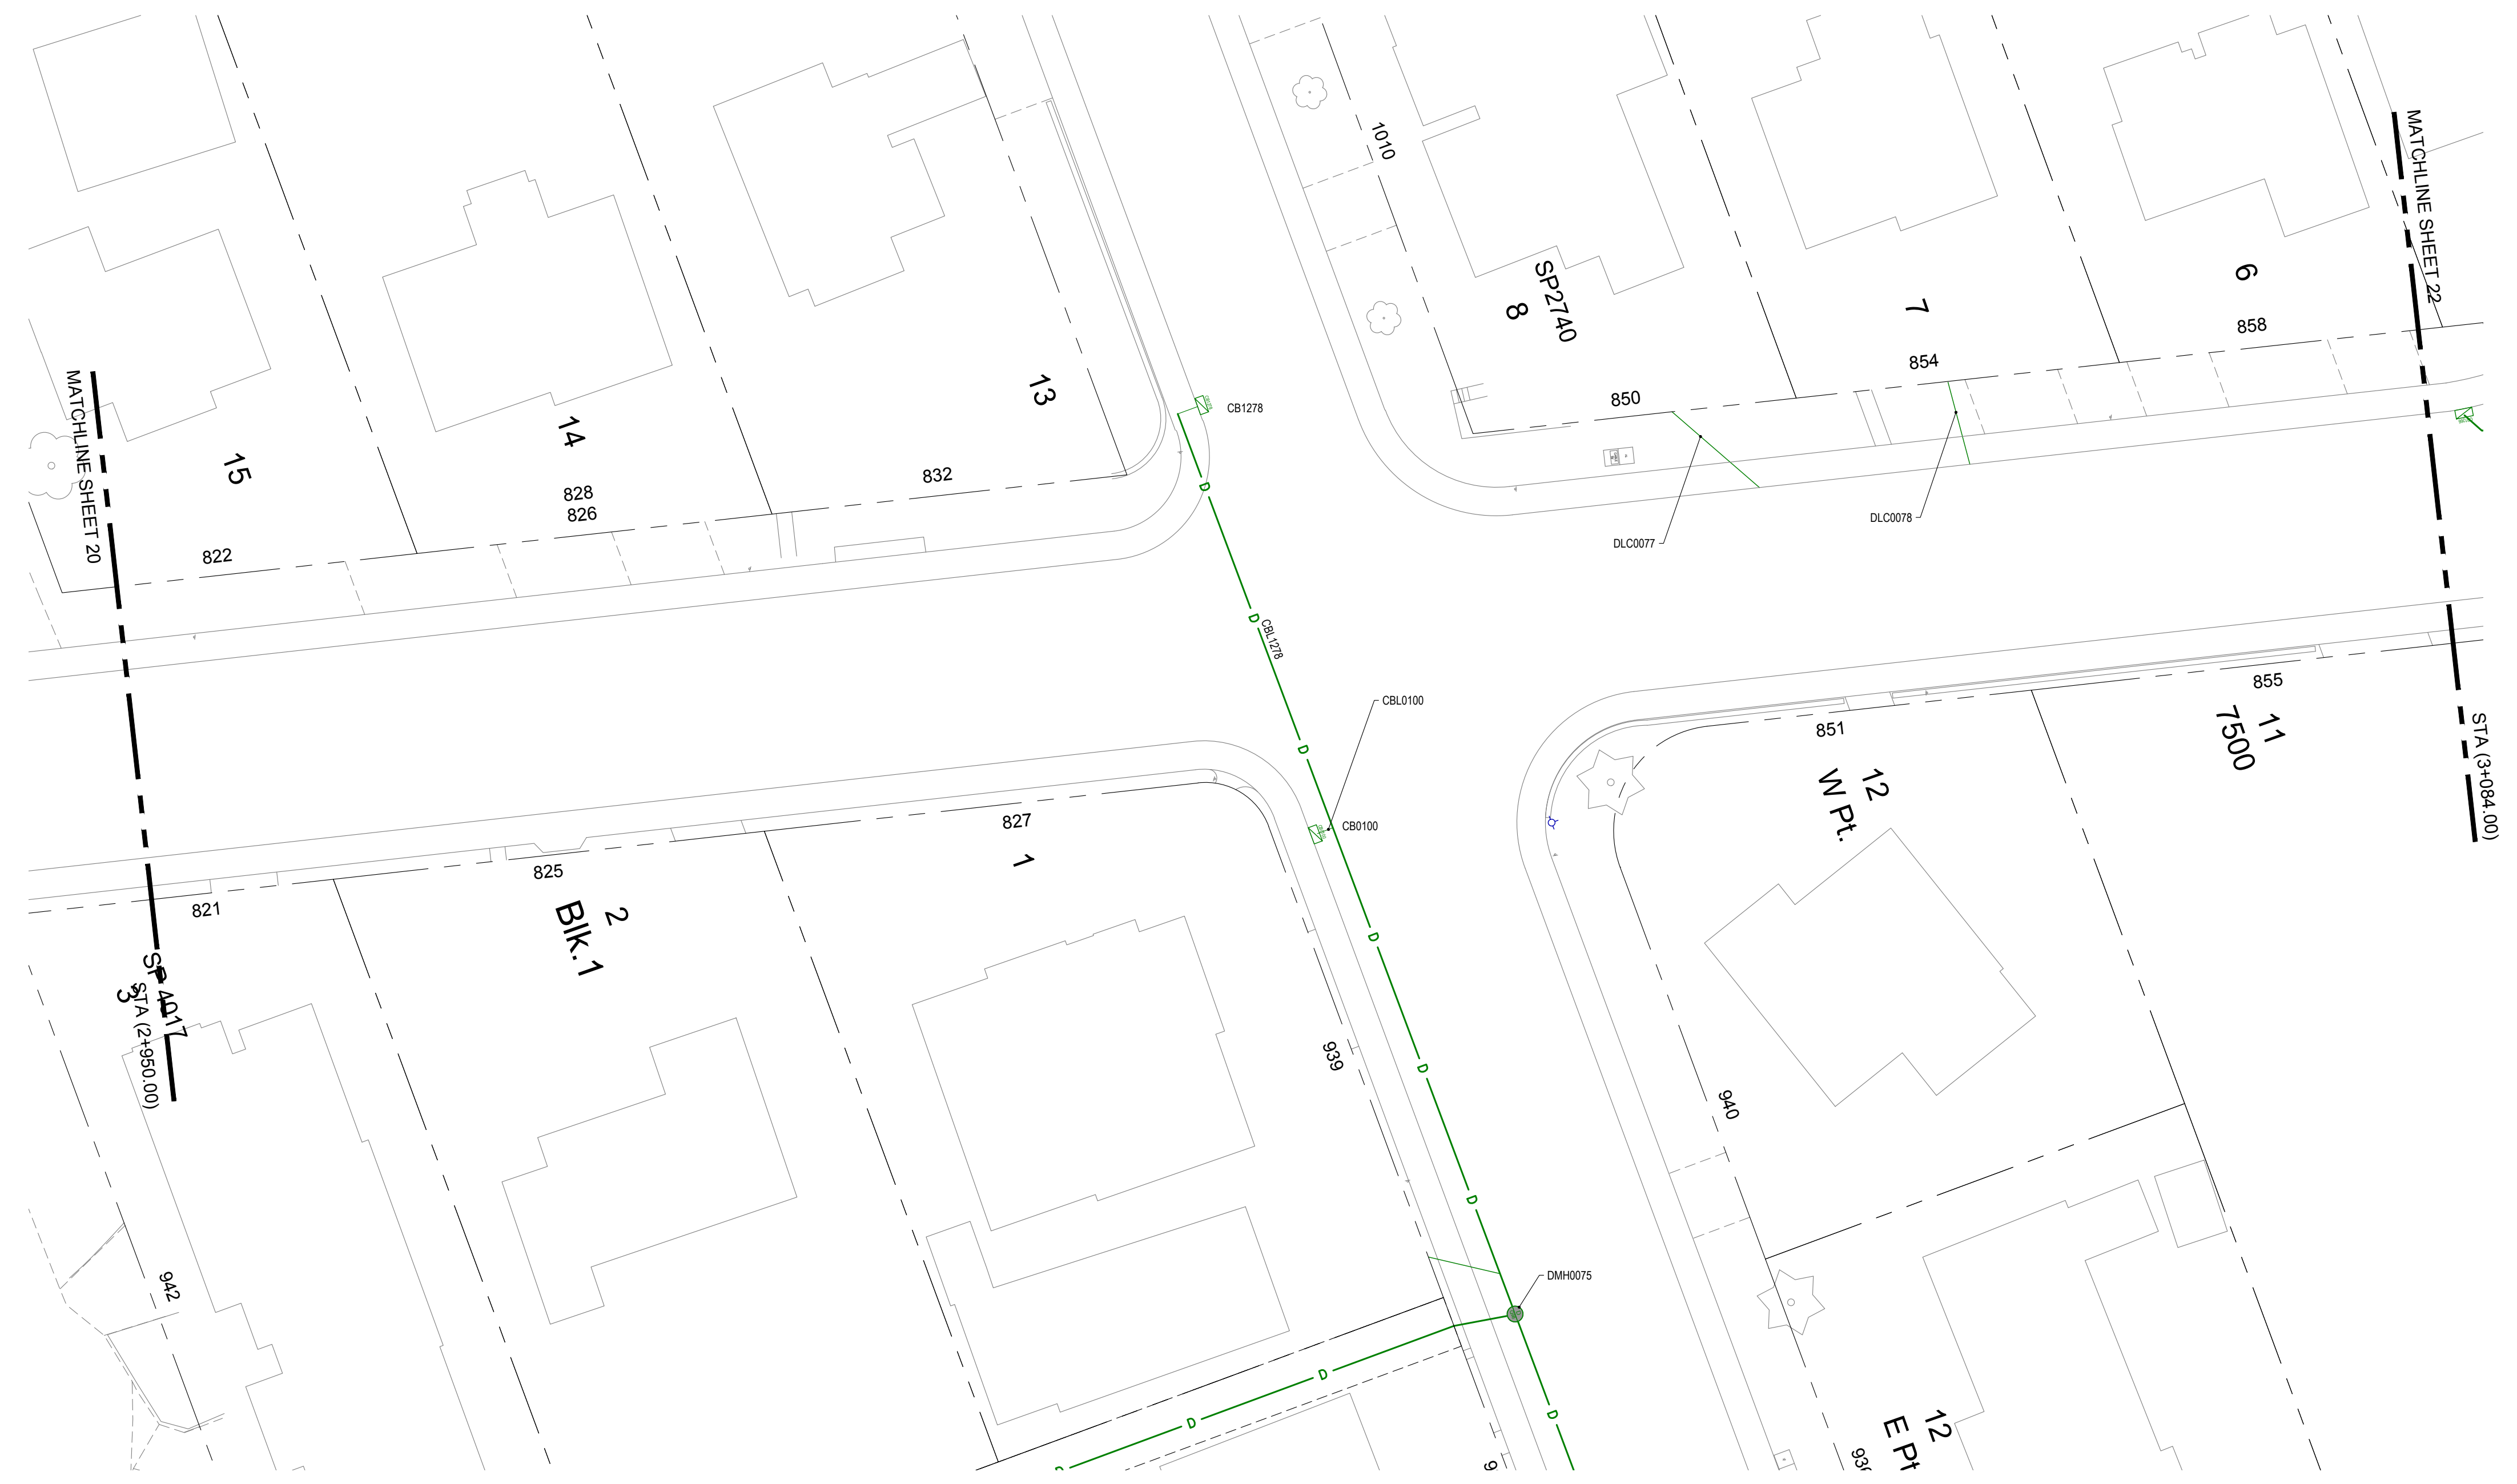 1010
MATCHLINE SHEET 22
6
858
SP2740
8
7
854
850
13
CB1278
MATCHLINE SHEET 20
15
14
828
826
832
822
DLC0077
DLC0078
D
D
CBL1278
CBL0100
D
CB0100
827
1
825
2
Blk. 1
821
SP 4017
3
STA (2+950.00)
855
11
7500
851
12
W Pt.
STA (3+084.00)
D
D
939
940
D
942
DMH0075
D
D
D
D
12
E Pt